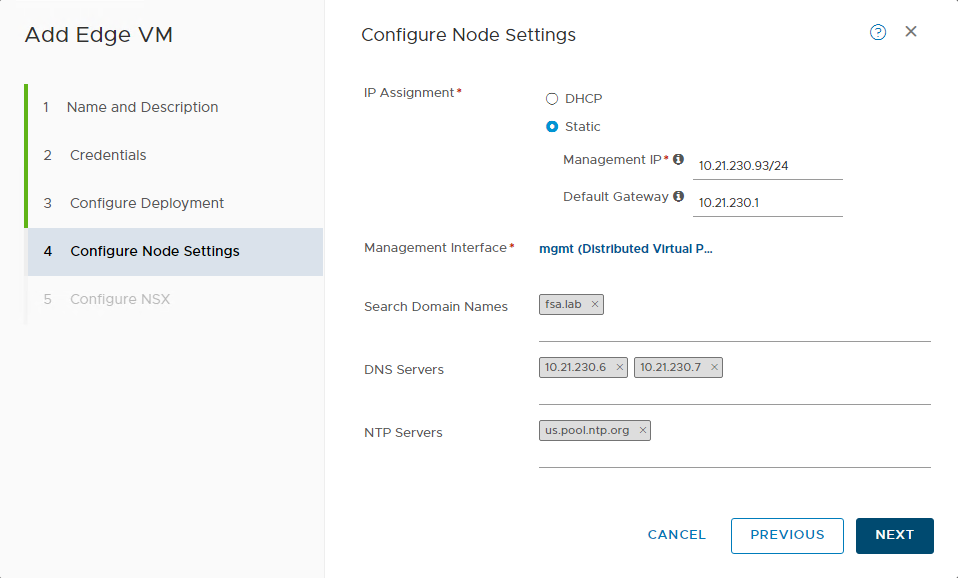 Add Edge VM
1 Name and Description
2 Credentials
3 Configure Deployment
4 Configure Node Settings
5 Configure NSX
Configure Node Settings
IP Assignment*
DHCP
Static
Management IP* 10.21.230.93/24
Default Gateway 10.21.230.1
Management Interface* mgmt (Distributed Virtual P...
Search Domain Names fsa.lab
DNS Servers 10.21.230.6 10.21.230.7
NTP Servers us.pool.ntp.org
CANCEL PREVIOUS NEXT